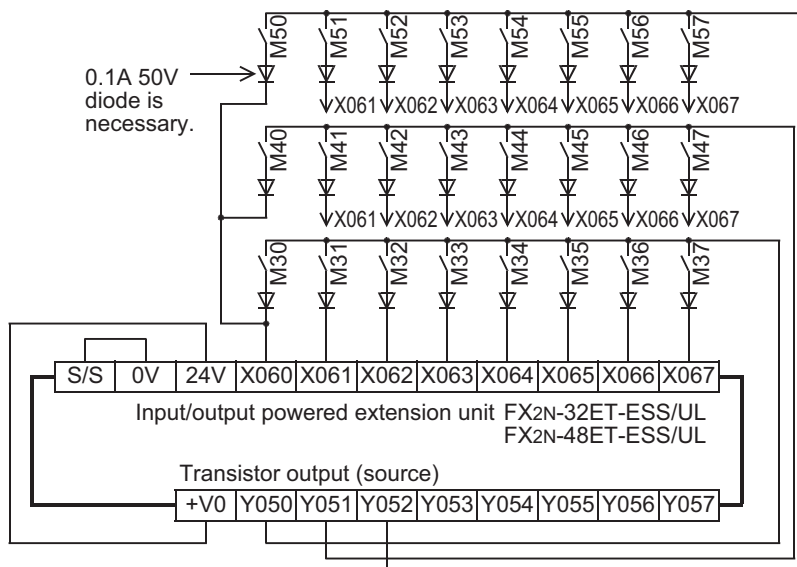 M50 M51 M52 M53 M54 M55 M56 M57
0.1A 50V
diode is
necessary.
X061 X062 X063 X064 X065 X066 X067
M40 M41 M42 M43 M44 M45 M46 M47
X061 X062 X063 X064 X065 X066 X067
M30 M31 M32 M33 M34 M35 M36 M37
S/S 0V 24V X060 X061 X062 X063 X064 X065 X066 X067
Input/output powered extension unit FX2N-32ET-ESS/UL
FX2N-48ET-ESS/UL
Transistor output (source)
+V0 Y050 Y051 Y052 Y053 Y054 Y055 Y056 Y057